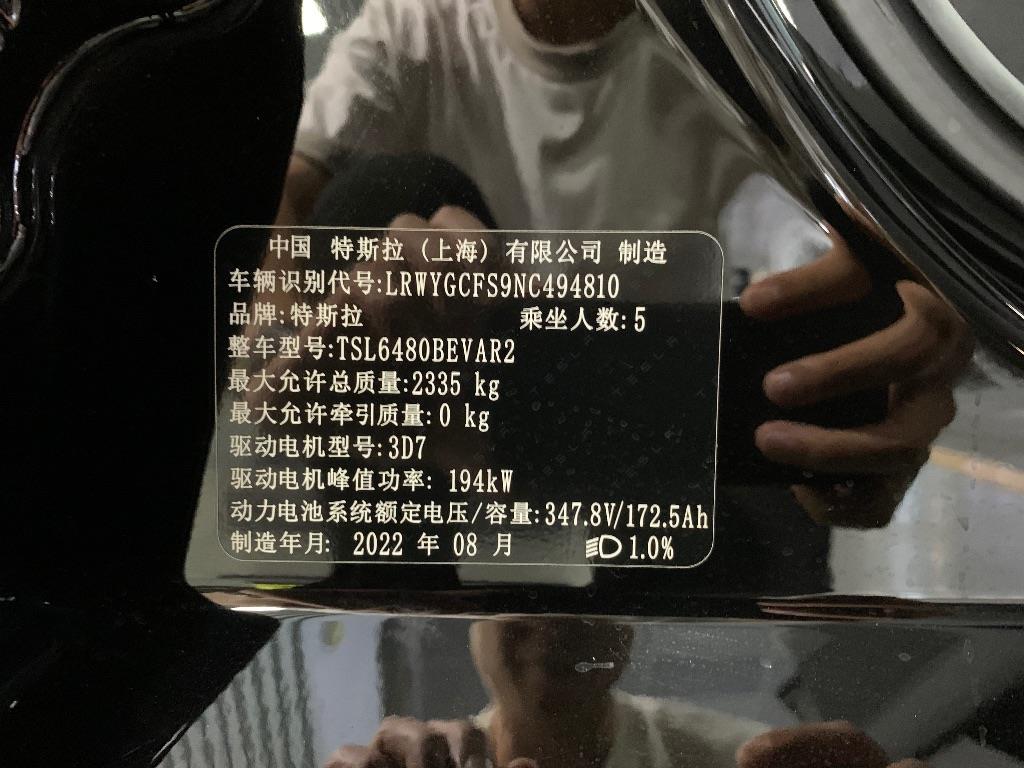 中国 特斯拉（上海）有限公司 制造
车辆识别代号:LRWYGCFS9NC494810
品牌:特斯拉 乘坐人数:5
整车型号:TSL6480BEVAR2
最大允许总质量:2335 kg
最大允许牵引质量: 0 kg
驱动电机型号:3D7
驱动电机峰值功率: 194kW
动力电池系统额定电压/容量:347.8V/172.5Ah
制造年月: 2022 年 08 月 1.0%